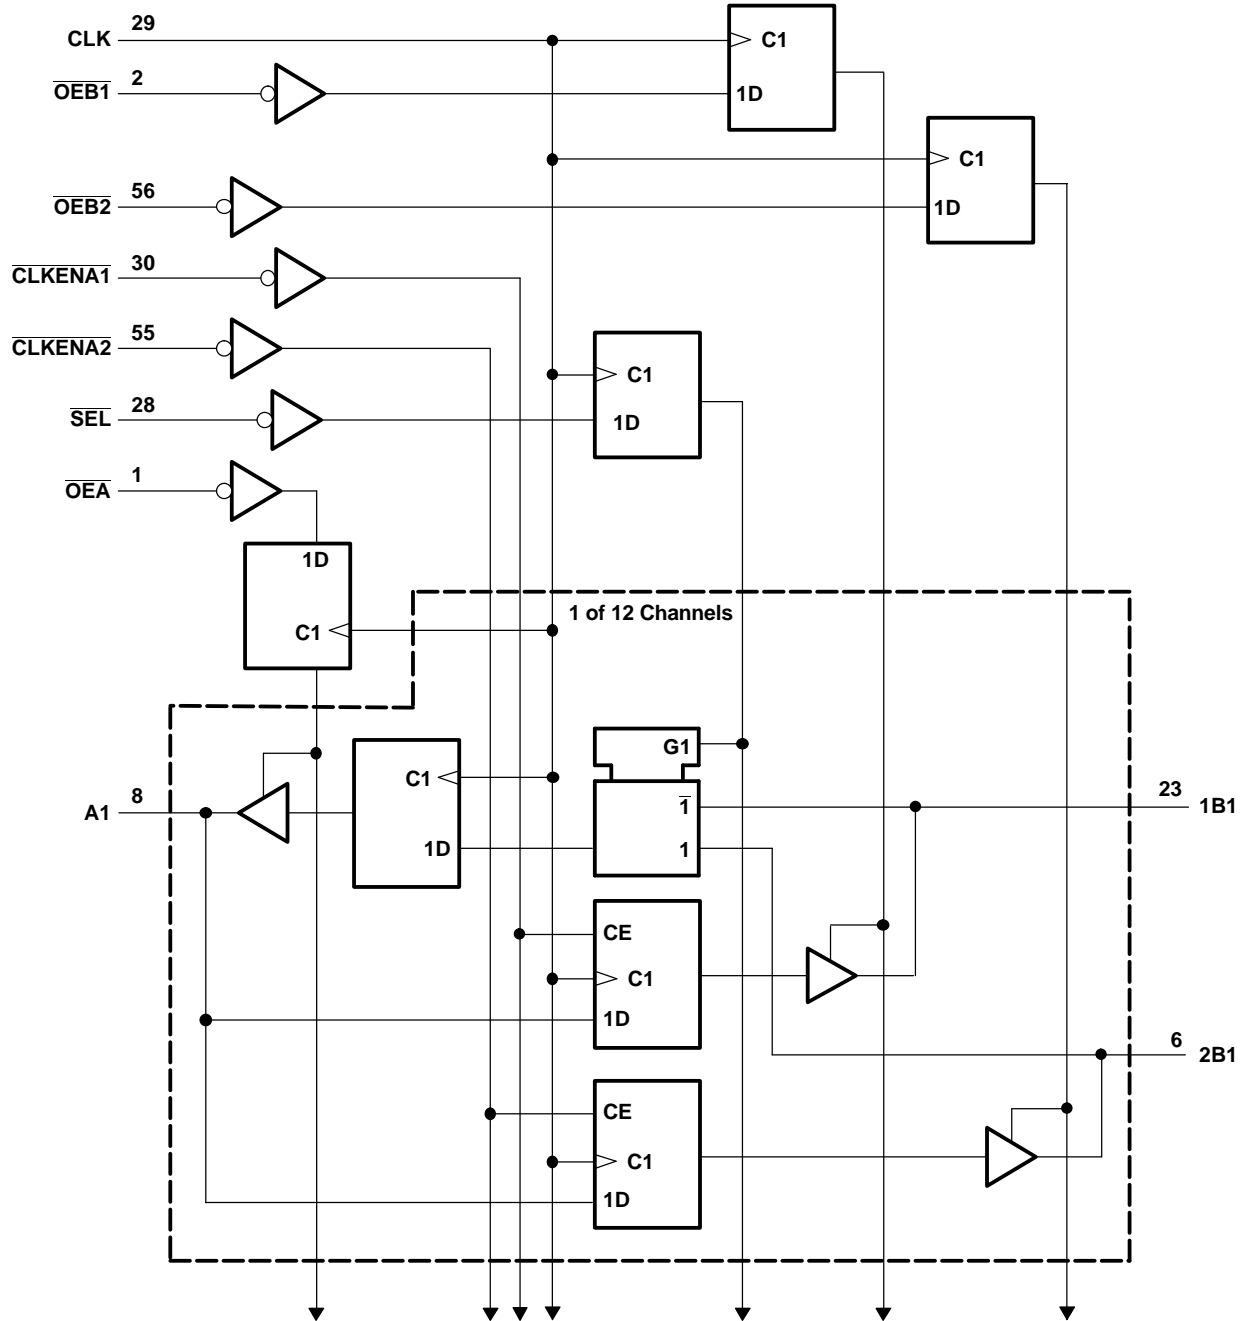 CLK 29
C1
1D
OEB1 2
C1
1D
OEB2 56
CLKENA1 30
CLKENA2 55
C1
1D
SEL 28
OEA 1
1D
C1
1 of 12 Channels
G1
C1
1
1D
1
A1 8
23 1B1
CE
C1
1D
6 2B1
CE
C1
1D